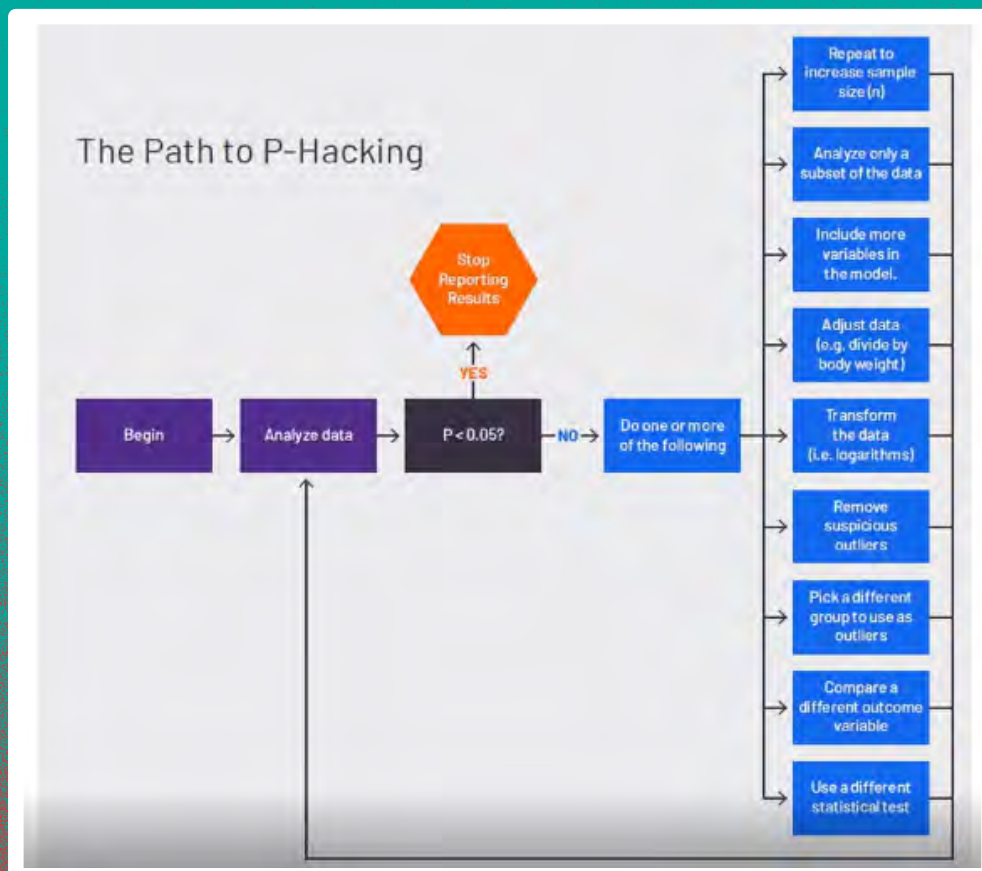 The Path to P-Hacking
Begin
Analyze data
P < 0.05?
YES
Stop
Reporting
Results
NO
Do one or more
of the following
Repeat to
increase sample
size (n)
Analyze only a
subset of the data
Include more
variables in
the model.
Adjust data
(e.g. divide by
body weight)
Transform
the data
(i.e. logarithms)
Remove
suspicious
outliers
Pick a different
group to use as
outliers
Compare a
different outcome
variable
Use a different
statistical test